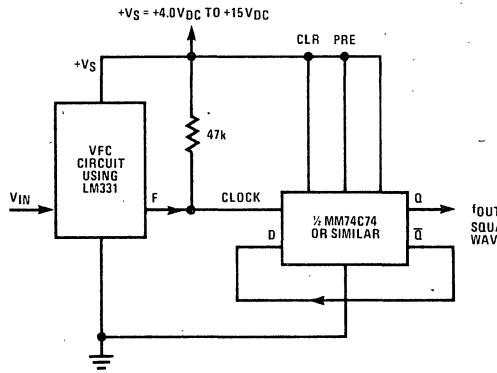 +VS = +4.0VDC TO +15VDC
CLR PRE
+VS
47k
VFC
CIRCUIT
USING
LM331
VIN
F
CLOCK
Q
½ MM74C74
OR SIMILAR
D
Q̅
fOUT
SQUA
WAV